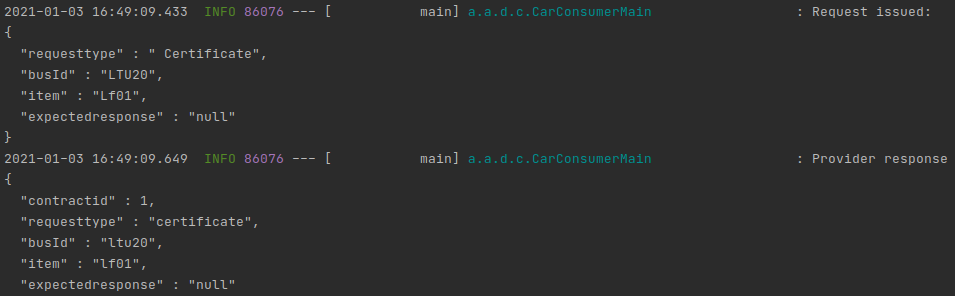 2021-01-03 16:49:09.433  INFO 86076 --- [           main] a.a.d.c.CarConsumerMain                  : Request issued:
{
  "requesttype" : " Certificate",
  "busId" : "LTU20",
  "item" : "Lf01",
  "expectedresponse" : "null"
}
2021-01-03 16:49:09.649  INFO 86076 --- [           main] a.a.d.c.CarConsumerMain                  : Provider response
{
  "contractid" : 1,
  "requesttype" : "certificate",
  "busId" : "ltu20",
  "item" : "lf01",
  "expectedresponse" : "null"